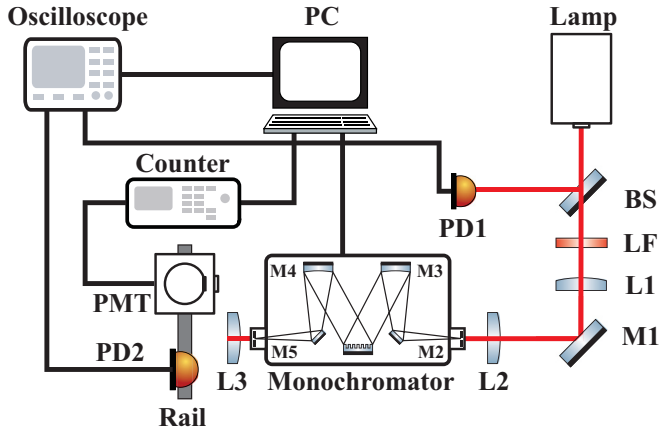 Oscilloscope
PC
Lamp
Counter
PD1
BS
LF
L1
M1
PMT
M4
M3
PD2
M5
M2
L3
Monochromator
L2
Rail